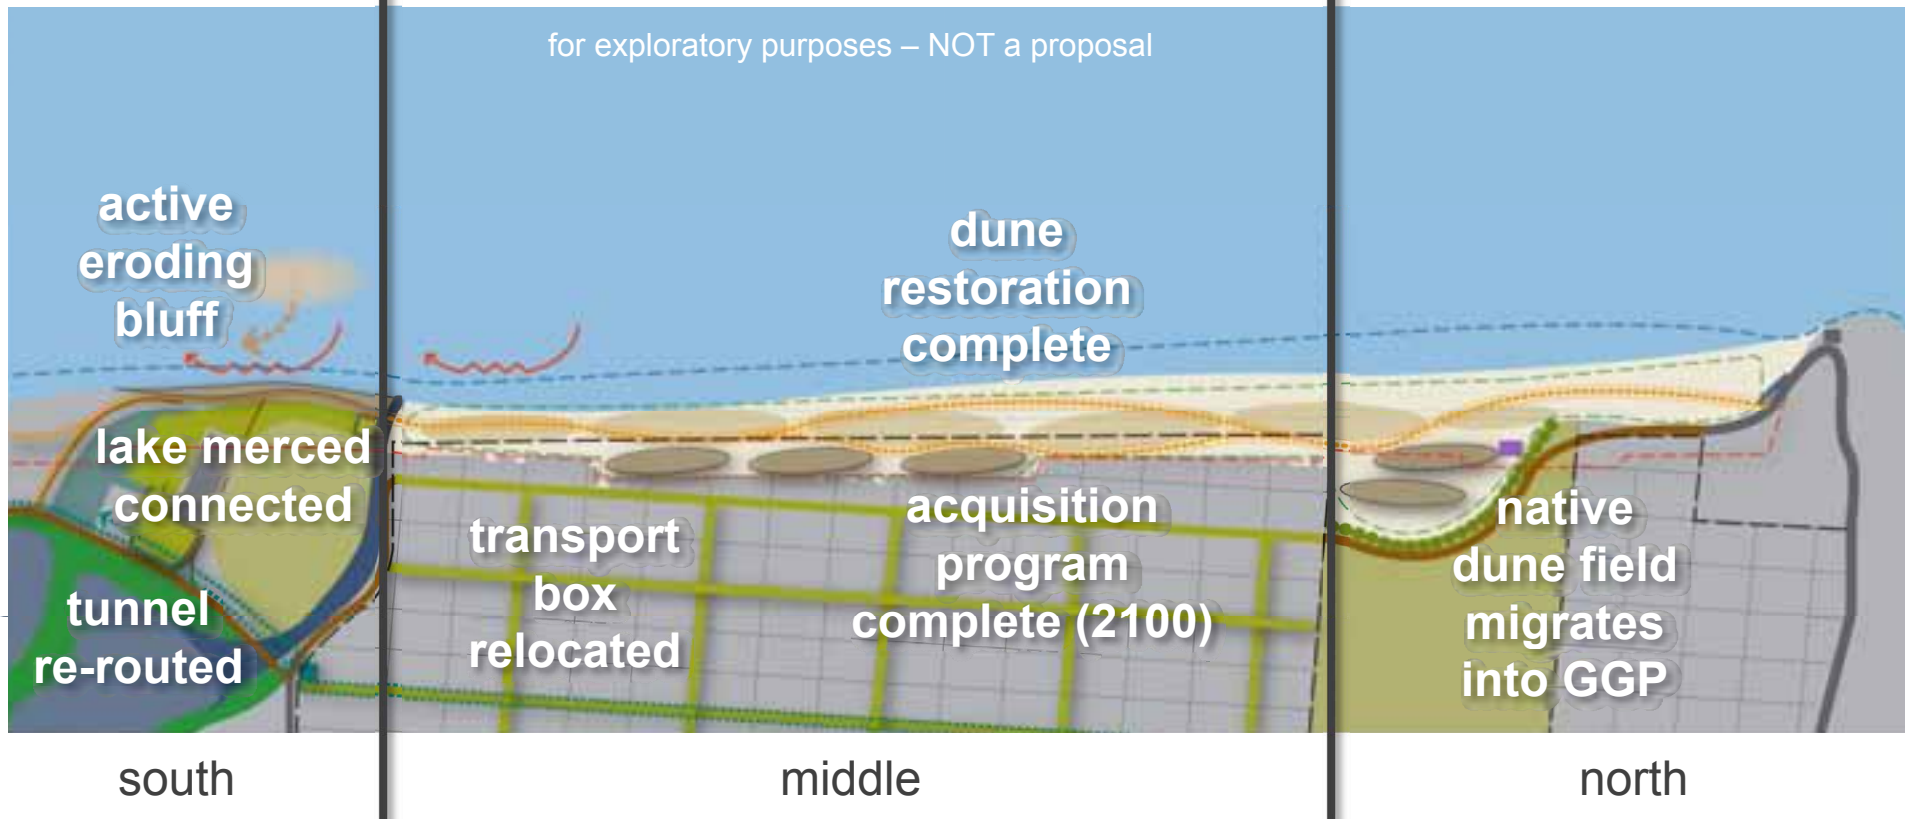 for exploratory purposes – NOT a proposal
active
eroding
bluff
dune
restoration
complete
lake merced
connected
tunnel
re-routed
transport
box
relocated
acquisition
program
complete (2100)
native
dune field
migrates
into GGP
south
middle
north